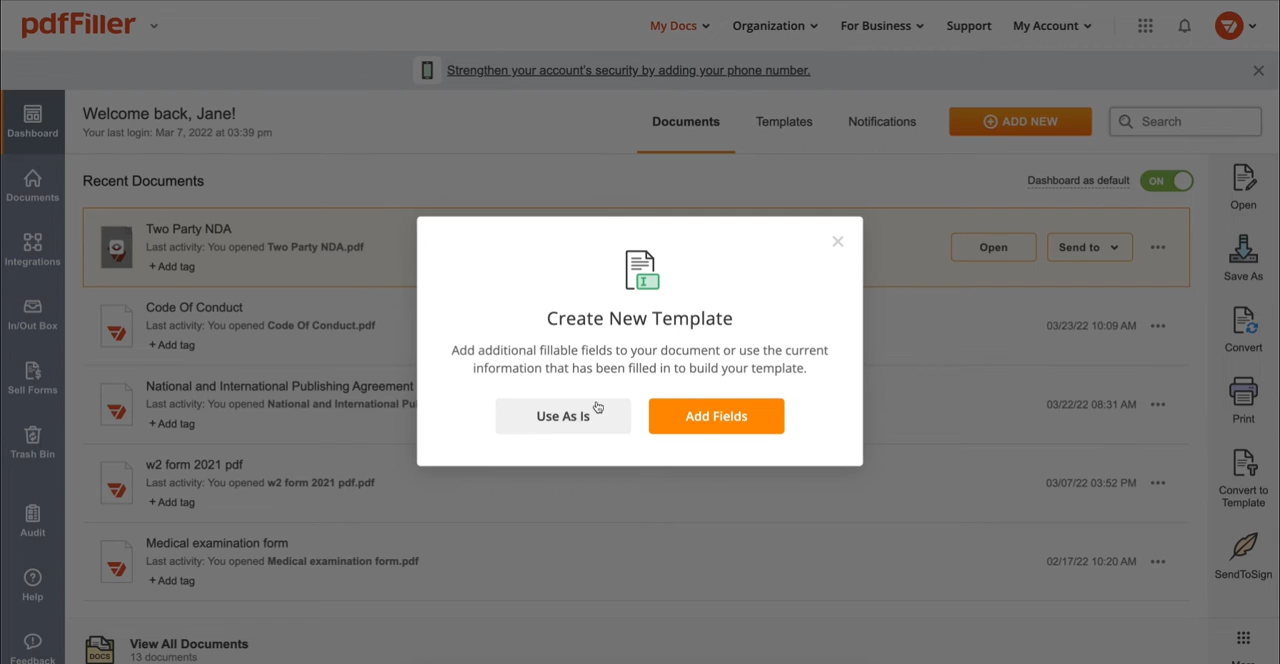 pdfFiller
My Docs
Organization
For Business
Support
My Account
Strengthen your account's security by adding your phone number.
Dashboard
Documents
Integrations
In/Out Box
Sell Forms
Trash Bin
Audit
Help
Feedback
Welcome back, Jane!
Your last login: Mar 7, 2022 at 03:39 pm
Documents
Templates
Notifications
ADD NEW
Search
Recent Documents
Dashboard as default
ON
Two Party NDA
Last activity: You opened Two Party NDA.pdf
+ Add tag
Open
Send to
Code Of Conduct
Last activity: You opened Code Of Conduct.pdf
+ Add tag
03/23/22 10:09 AM
National and International Publishing Agreement
Last activity: You opened National and International
+ Add tag
03/22/22 08:31 AM
w2 form 2021 pdf
Last activity: You opened w2 form 2021 pdf.pdf
+ Add tag
03/07/22 03:52 PM
Medical examination form
Last activity: You opened Medical examination form.pdf
+ Add tag
02/17/22 10:20 AM
DOCS
View All Documents
13 documents
Create New Template
Add additional fillable fields to your document or use the current
information that has been filled in to build your template.
Use As Is
Add Fields
Open
Save As
Convert
Print
Convert to
Template
SendToSign